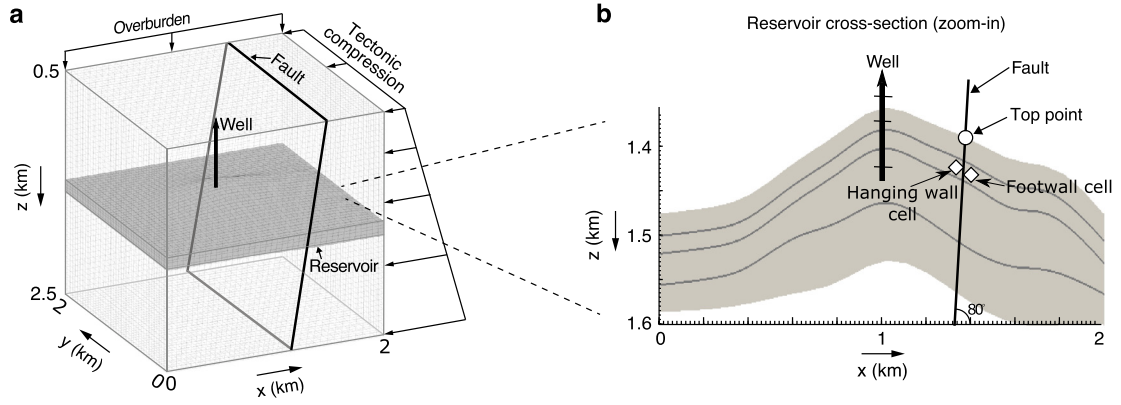 a
Overburden
Tectonic
compression
Fault
0.5
Well
z (km)
Reservoir
2.5
2
y (km)
0
0
x (km)
2
b
Reservoir cross-section (zoom-in)
Well
Fault
Top point
1.4
Hanging wall
cell
Footwall cell
z (km)
1.5
80°
1.6
0
1
2
x (km)